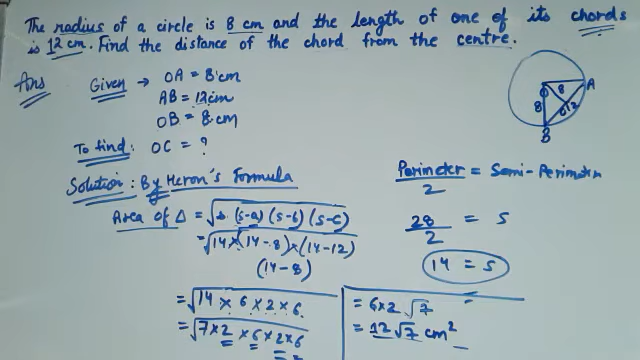 The radius of a circle is 8 cm and the length of one of its chords
is 12 cm. Find the distance of the chord from the centre.
Ans Given → OA = 8 cm
AB = 12 cm
OB = 8 cm
To find: OC = ?
Solution: By Heron's Formula
Area of Δ = √s (s-a) (s-b) (s-c)
= √14 × (14-8) × (14-12)
(14-8)
= √14 × 6 × 2 × 6
= √7×2 × 6 × 2×6
A
8
8
6
2
B
Perimeter/2 = Semi-Perimeter
28/2 = s
14 = s
= 6×2 √7
= 12√7 cm²